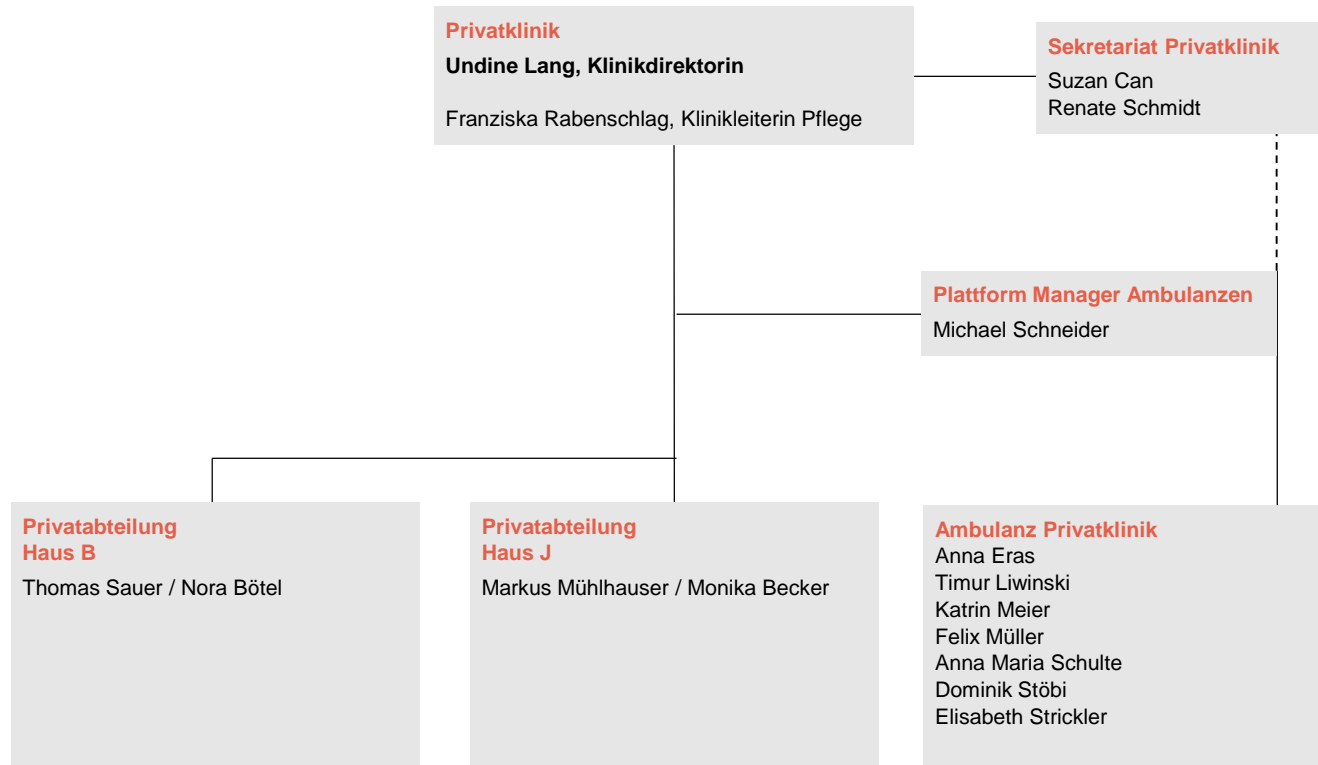 Privatklinik
Undine Lang, Klinikdirektorin
Franziska Rabenschlag, Klinikleiterin Pflege
Sekretariat Privatklinik
Suzan Can
Renate Schmidt
Plattform Manager Ambulanzen
Michael Schneider
Privatabteilung
Haus B
Thomas Sauer / Nora Bötel
Privatabteilung
Haus J
Markus Mühlhauser / Monika Becker
Ambulanz Privatklinik
Anna Eras
Timur Liwinski
Katrin Meier
Felix Müller
Anna Maria Schulte
Dominik Stöbi
Elisabeth Strickler